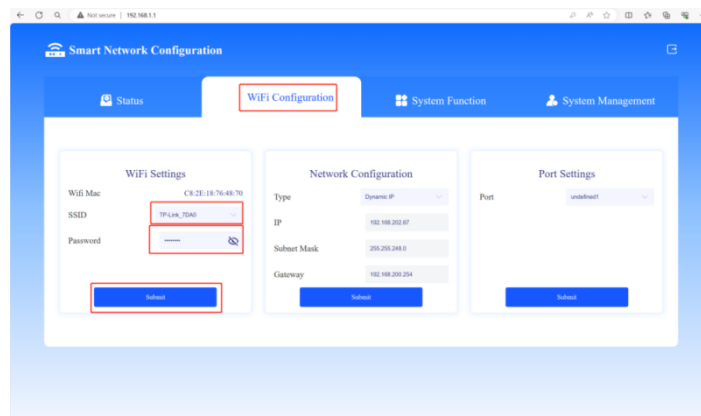 Not secure | 192.168.1.1
Smart Network Configuration
Status
WiFi Configuration
System Function
System Management
WiFi Settings
Wifi Mac C8:2E:18:76:48:70
SSID TP-Link_7DA0
Password
Submit
Network Configuration
Type Dynamic IP
IP 192.168.202.67
Subnet Mask 255.255.248.0
Gateway 192.168.200.254
Submit
Port Settings
Port undefined1
Submit